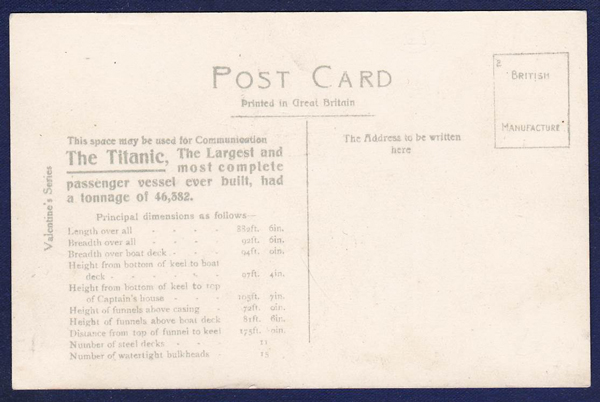 POST CARD
Printed in Great Britain
BRITISH
MANUFACTURE
Valentine's Series
This space may be used for Communication
The Titanic, The Largest and
most complete
passenger vessel ever built, had
a tonnage of 46,382.
Principal dimensions as follows—
Length over all - - - - 882ft. 6in.
Breadth over all - - - - 92ft. 6in.
Breadth over boat deck - - - 94ft. 0in.
Height from bottom of keel to boat
deck - - - - - 97ft. 4in.
Height from bottom of keel to top
of Captain's house - - - 105ft. 7in.
Height of funnels above casing - 72ft. 0in.
Height of funnels above boat deck 81ft. 6in.
Distance from top of funnel to keel 175ft. 0in.
Number of steel decks - - 11
Number of watertight bulkheads 15
The Address to be written
here